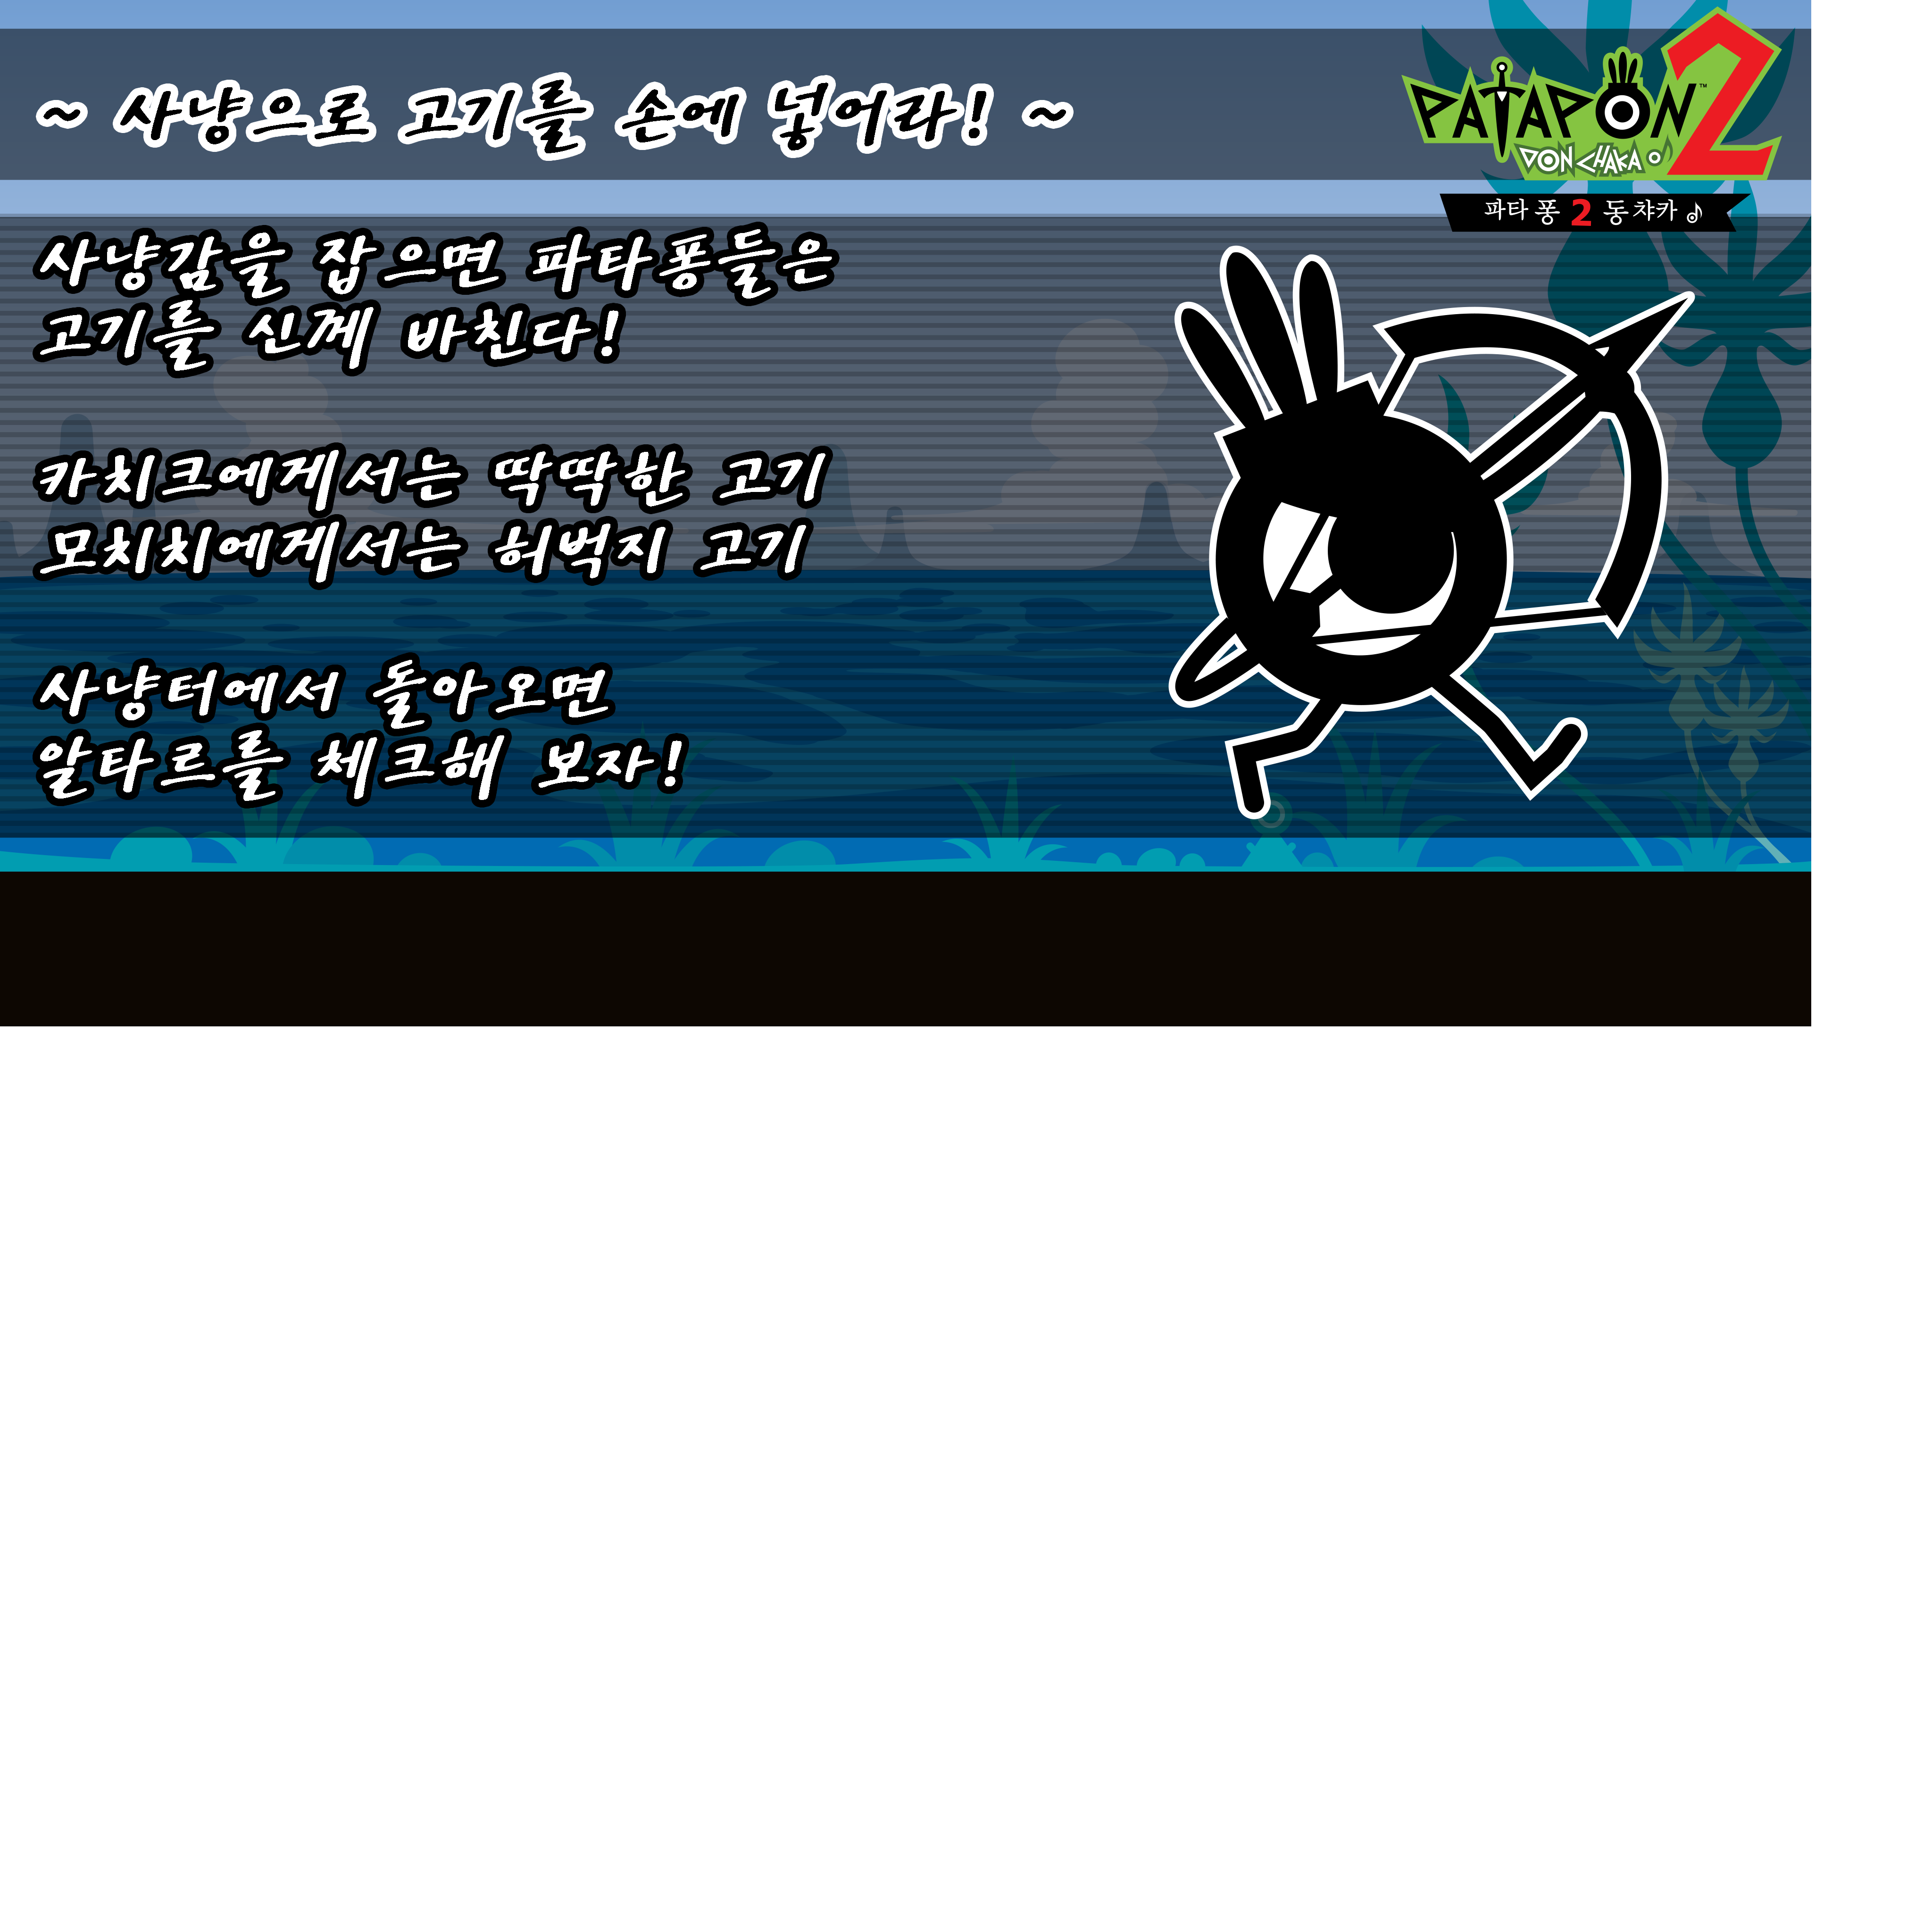 ~ 사냥으로 고기를 손에 넣어라! ~
PATAPON 2™
DON CHAKA♪
파타퐁 2 동챠카♪
사냥감을 잡으면 파타퐁들은
고기를 신께 바친다!
카치크에게서는 딱딱한 고기
모치치에게서는 허벅지 고기
사냥터에서 돌아오면
알타르를 체크해 보자!